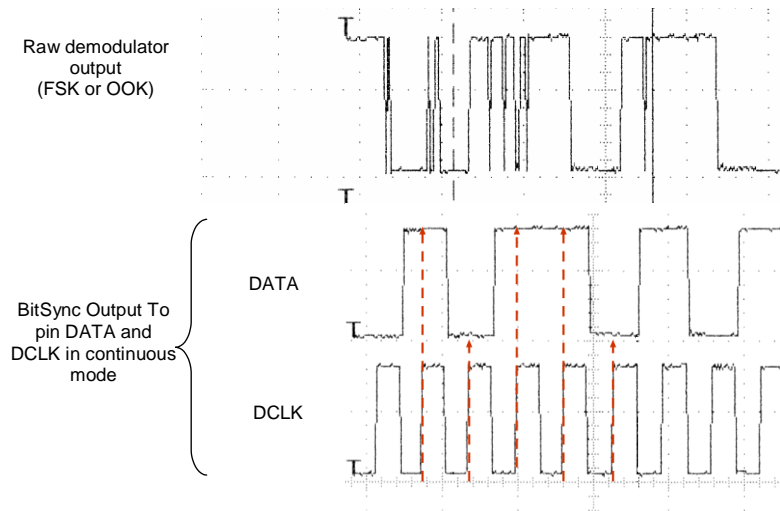 Raw demodulator
output
(FSK or OOK)
BitSync Output To
pin DATA and
DCLK in continuous
mode
DATA
DCLK